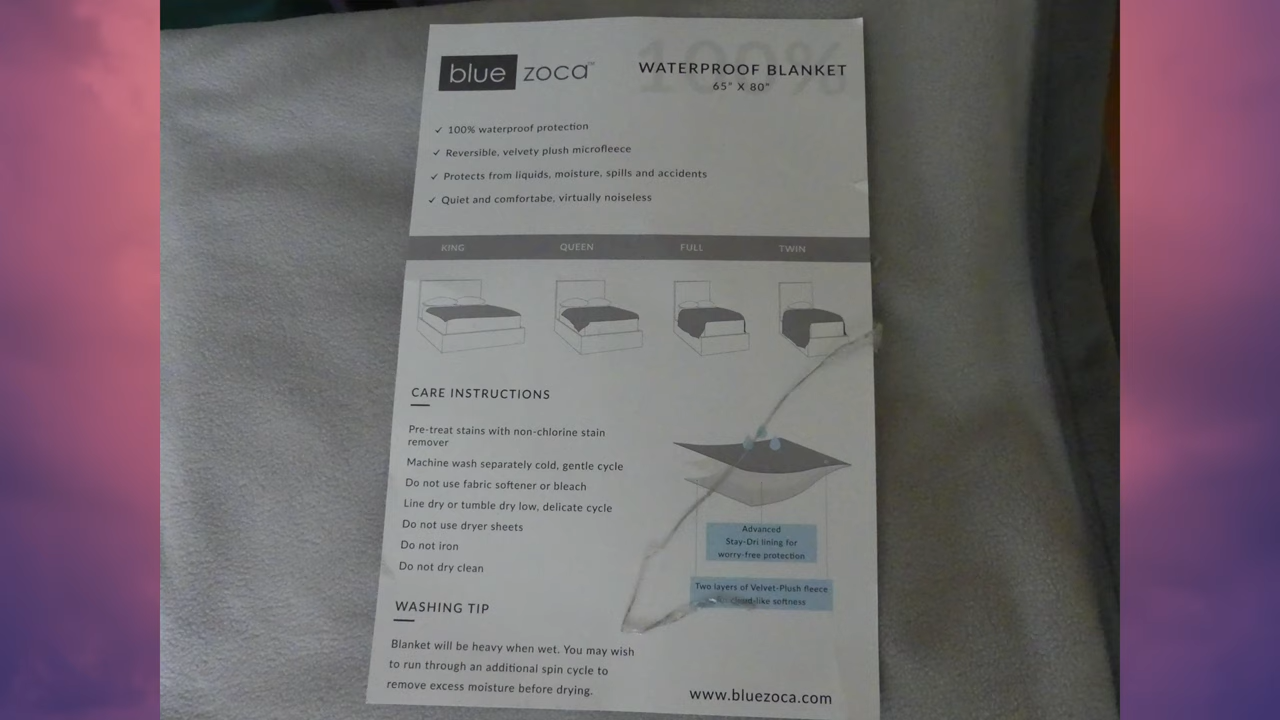 blue zoca™
100%
WATERPROOF BLANKET
65" X 80"
✓ 100% waterproof protection
✓ Reversible, velvety plush microfleece
✓ Protects from liquids, moisture, spills and accidents
✓ Quiet and comfortabe, virtually noiseless
KING QUEEN FULL TWIN
CARE INSTRUCTIONS
Pre-treat stains with non-chlorine stain
remover
Machine wash separately cold, gentle cycle
Do not use fabric softener or bleach
Line dry or tumble dry low, delicate cycle
Do not use dryer sheets
Do not iron
Do not dry clean
Advanced
Stay-Dri lining for
worry-free protection
Two layers of Velvet-Plush fleece
softness
WASHING TIP
Blanket will be heavy when wet. You may wish
to run through an additional spin cycle to
remove excess moisture before drying.
www.bluezoca.com